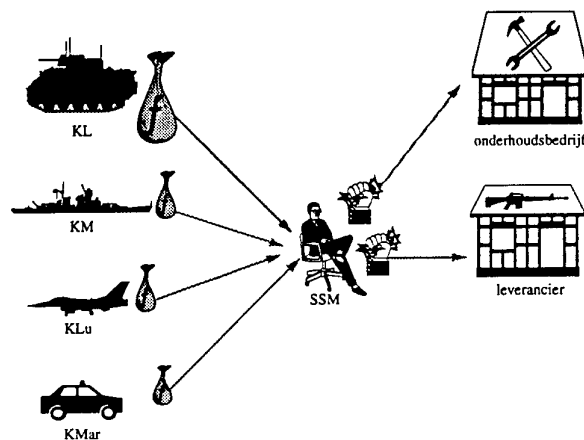 KL
f
KM
f
KLu
f
KMar
f
SSM
onderhoudsbedrijf
leverancier